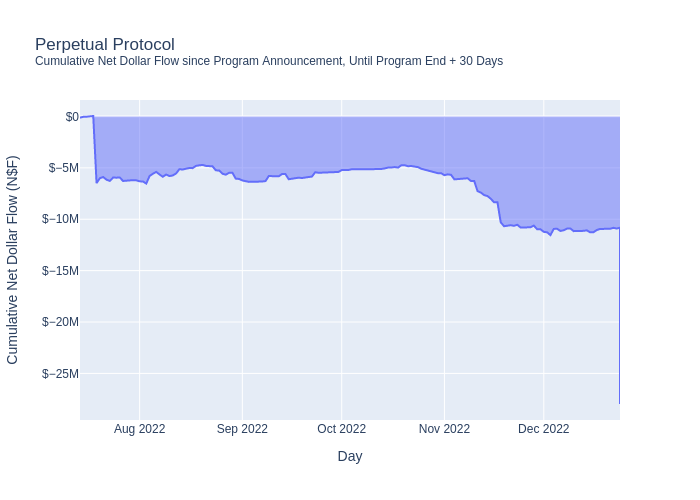 Perpetual Protocol
Cumulative Net Dollar Flow since Program Announcement, Until Program End + 30 Days
Cumulative Net Dollar Flow (N$F)
$0
$−5M
$−10M
$−15M
$−20M
$−25M
Aug 2022
Sep 2022
Oct 2022
Nov 2022
Dec 2022
Day